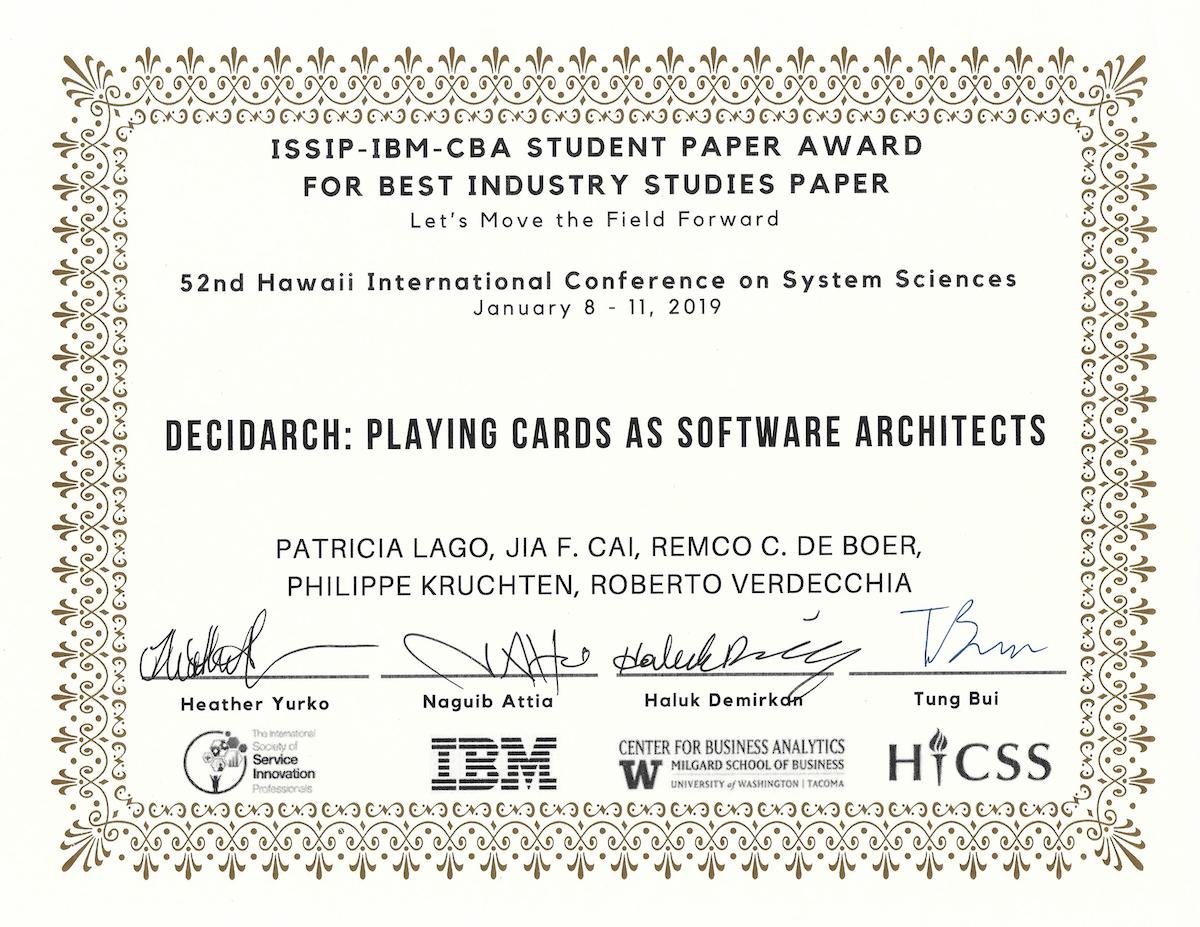 ISSIP-IBM-CBA STUDENT PAPER AWARD
FOR BEST INDUSTRY STUDIES PAPER
Let's Move the Field Forward
52nd Hawaii International Conference on System Sciences
January 8 - 11, 2019
DECIDARCH: PLAYING CARDS AS SOFTWARE ARCHITECTS
PATRICIA LAGO, JIA F. CAI, REMCO C. DE BOER,
PHILIPPE KRUCHTEN, ROBERTO VERDECCHIA
Heather Yurko
Naguib Attia
Haluk Demirkan
Tung Bui
The International
Society of
Service
Innovation
Professionals
IBM
CENTER FOR BUSINESS ANALYTICS
W MILGARD SCHOOL OF BUSINESS
UNIVERSITY of WASHINGTON | TACOMA
HICSS